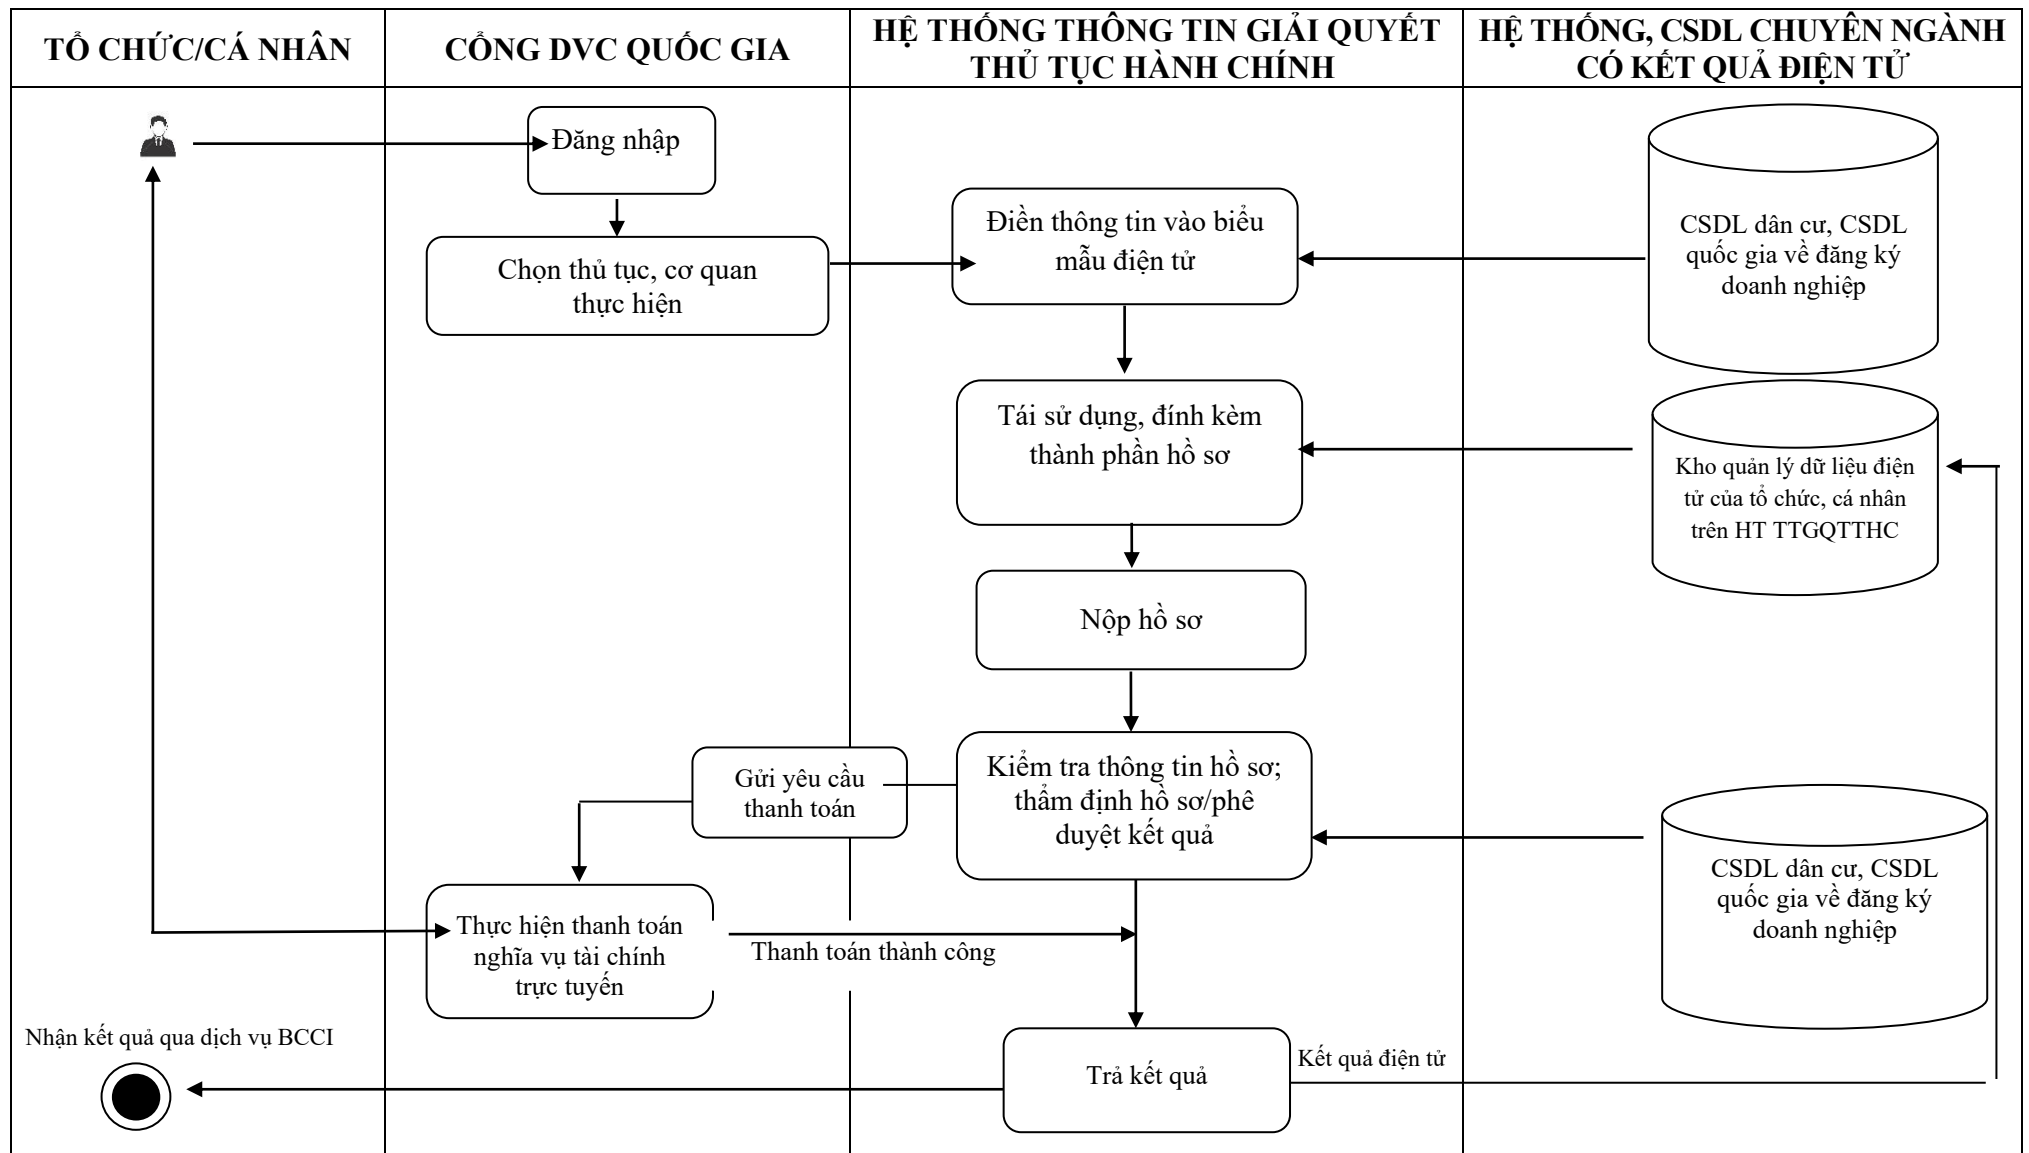 TỔ CHỨC/CÁ NHÂN
CỔNG DVC QUỐC GIA
HỆ THỐNG THÔNG TIN GIẢI QUYẾT
THỦ TỤC HÀNH CHÍNH
HỆ THỐNG, CSDL CHUYÊN NGÀNH
CÓ KẾT QUẢ ĐIỆN TỬ
Đăng nhập
Chọn thủ tục, cơ quan
thực hiện
Điền thông tin vào biểu
mẫu điện tử
CSDL dân cư, CSDL
quốc gia về đăng ký
doanh nghiệp
Tái sử dụng, đính kèm
thành phần hồ sơ
Kho quản lý dữ liệu điện
tử của tổ chức, cá nhân
trên HT TTGQTTHC
Nộp hồ sơ
Gửi yêu cầu
thanh toán
Kiểm tra thông tin hồ sơ;
thẩm định hồ sơ/phê
duyệt kết quả
CSDL dân cư, CSDL
quốc gia về đăng ký
doanh nghiệp
Thực hiện thanh toán
nghĩa vụ tài chính
trực tuyến
Thanh toán thành công
Nhận kết quả qua dịch vụ BCCI
Trả kết quả
Kết quả điện tử